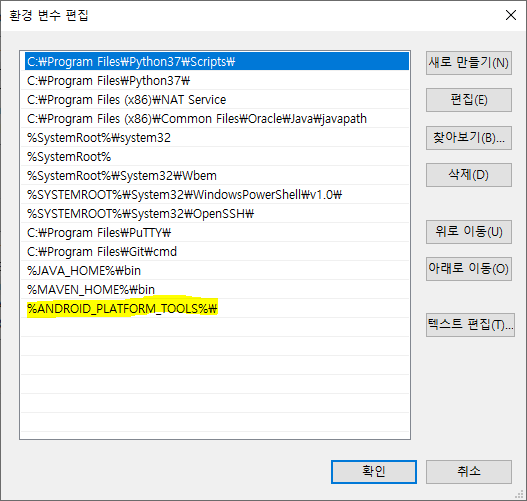 환경 변수 편집
C:₩Program Files₩Python37₩Scripts₩
C:₩Program Files₩Python37₩
C:₩Program Files (x86)₩NAT Service
C:₩Program Files (x86)₩Common Files₩Oracle₩Java₩javapath
%SystemRoot%₩system32
%SystemRoot%
%SystemRoot%₩System32₩Wbem
%SYSTEMROOT%₩System32₩WindowsPowerShell₩v1.0₩
%SYSTEMROOT%₩System32₩OpenSSH₩
C:₩Program Files₩PuTTY₩
C:₩Program Files₩Git₩cmd
%JAVA_HOME%₩bin
%MAVEN_HOME%₩bin
%ANDROID_PLATFORM_TOOLS%₩
새로 만들기(N)
편집(E)
찾아보기(B)...
삭제(D)
위로 이동(U)
아래로 이동(O)
텍스트 편집(T)...
확인
취소